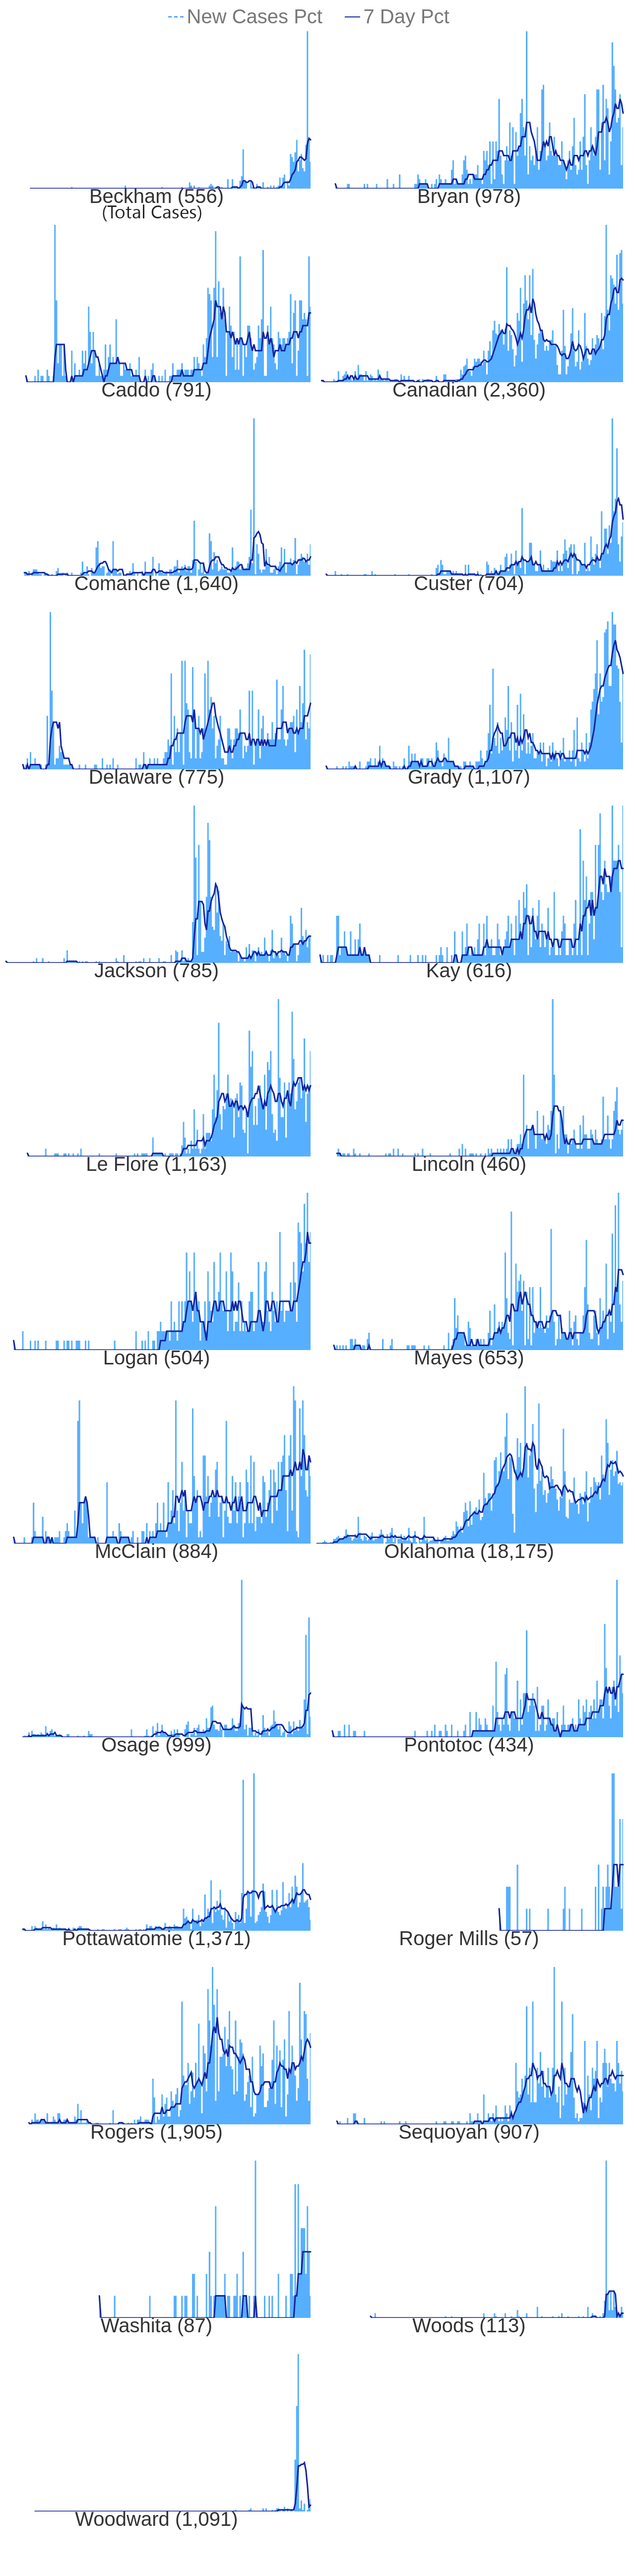 New Cases Pct 7 Day Pct
Beckham (556) Bryan (978)
(Total Cases)
Caddo (791) Canadian (2,360)
Comanche (1,640) Custer (704)
Delaware (775) Grady (1,107)
Jackson (785) Kay (616)
Le Flore (1,163) Lincoln (460)
Logan (504) Mayes (653)
McClain (884) Oklahoma (18,175)
Osage (999) Pontotoc (434)
Pottawatomie (1,371) Roger Mills (57)
Rogers (1,905) Sequoyah (907)
Washita (87) Woods (113)
Woodward (1,091)